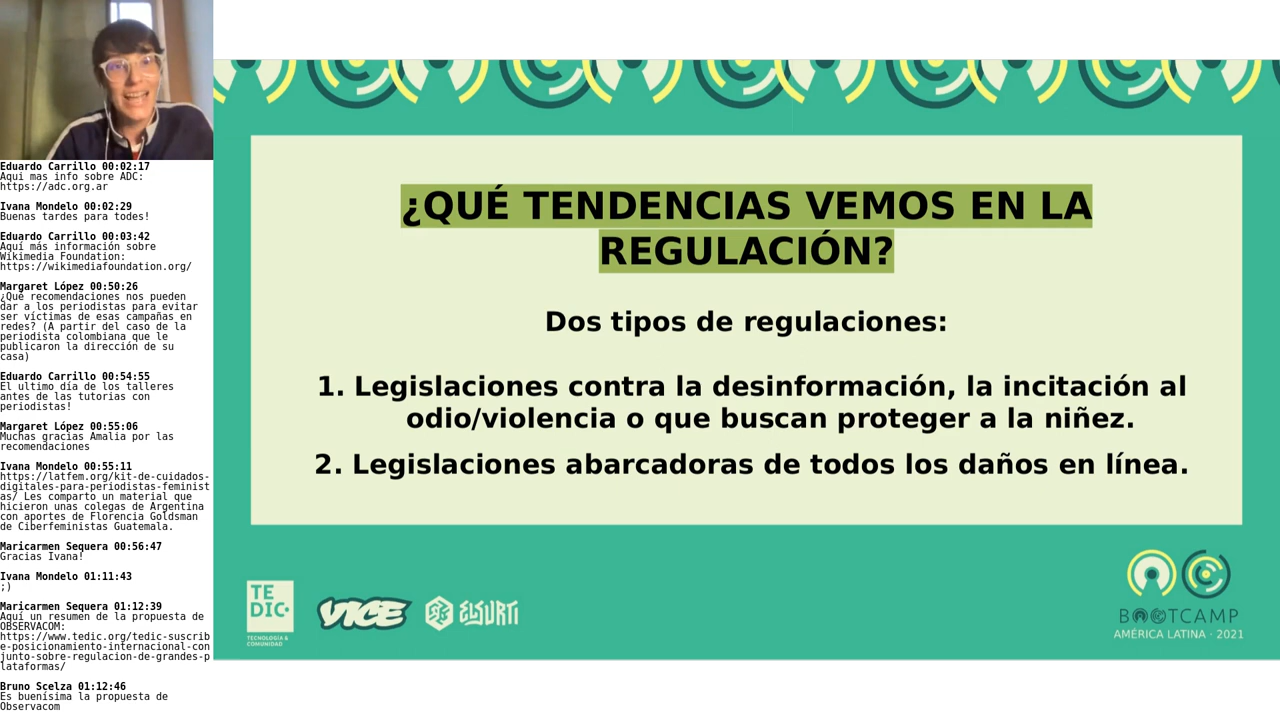 Eduardo Carrillo 00:02:17
Aqui mas info sobre ADC:
https://adc.org.ar
Ivana Mondelo 00:02:29
Buenas tardes para todes!
Eduardo Carrillo 00:03:42
Aquí más información sobre
Wikimedia Foundation:
https://wikimediafoundation.org/
Margaret López 00:50:26
¿Qué recomendaciones nos pueden
dar a los periodistas para evitar
ser víctimas de esas campañas en
redes? (A partir del caso de la
periodista colombiana que le
publicaron la dirección de su
casa)
Eduardo Carrillo 00:54:55
El ultimo día de los talleres
antes de las tutorias con
periodistas!
Margaret López 00:55:06
Muchas gracias Amalia por las
recomendaciones
Ivana Mondelo 00:55:11
https://latfem.org/kit-de-cuidados-
digitales-para-periodistas-feminist
as/ Les comparto un material que
hicieron unas colegas de Argentina
con aportes de Florencia Goldsman
de Ciberfeministas Guatemala.
Maricarmen Sequera 00:56:47
Gracias Ivana!
Ivana Mondelo 01:11:43
;)
Maricarmen Sequera 01:12:39
Aquí un resumen de la propuesta de
OBSERVACOM:
https://www.tedic.org/tedic-suscrib
e-posicionamiento-internacional-con
junto-sobre-regulacion-de-grandes-p
lataformas/
Bruno Scelza 01:12:46
Es buenísima la propuesta de
Observacom
¿QUÉ TENDENCIAS VEMOS EN LA
REGULACIÓN?
Dos tipos de regulaciones:
1. Legislaciones contra la desinformación, la incitación al
odio/violencia o que buscan proteger a la niñez.
2. Legislaciones abarcadoras de todos los daños en línea.
TE
DIC
TECNOLOGÍA &
COMUNIDAD
VICE
ELSURTI
BOOTCAMP
AMÉRICA LATINA · 2021